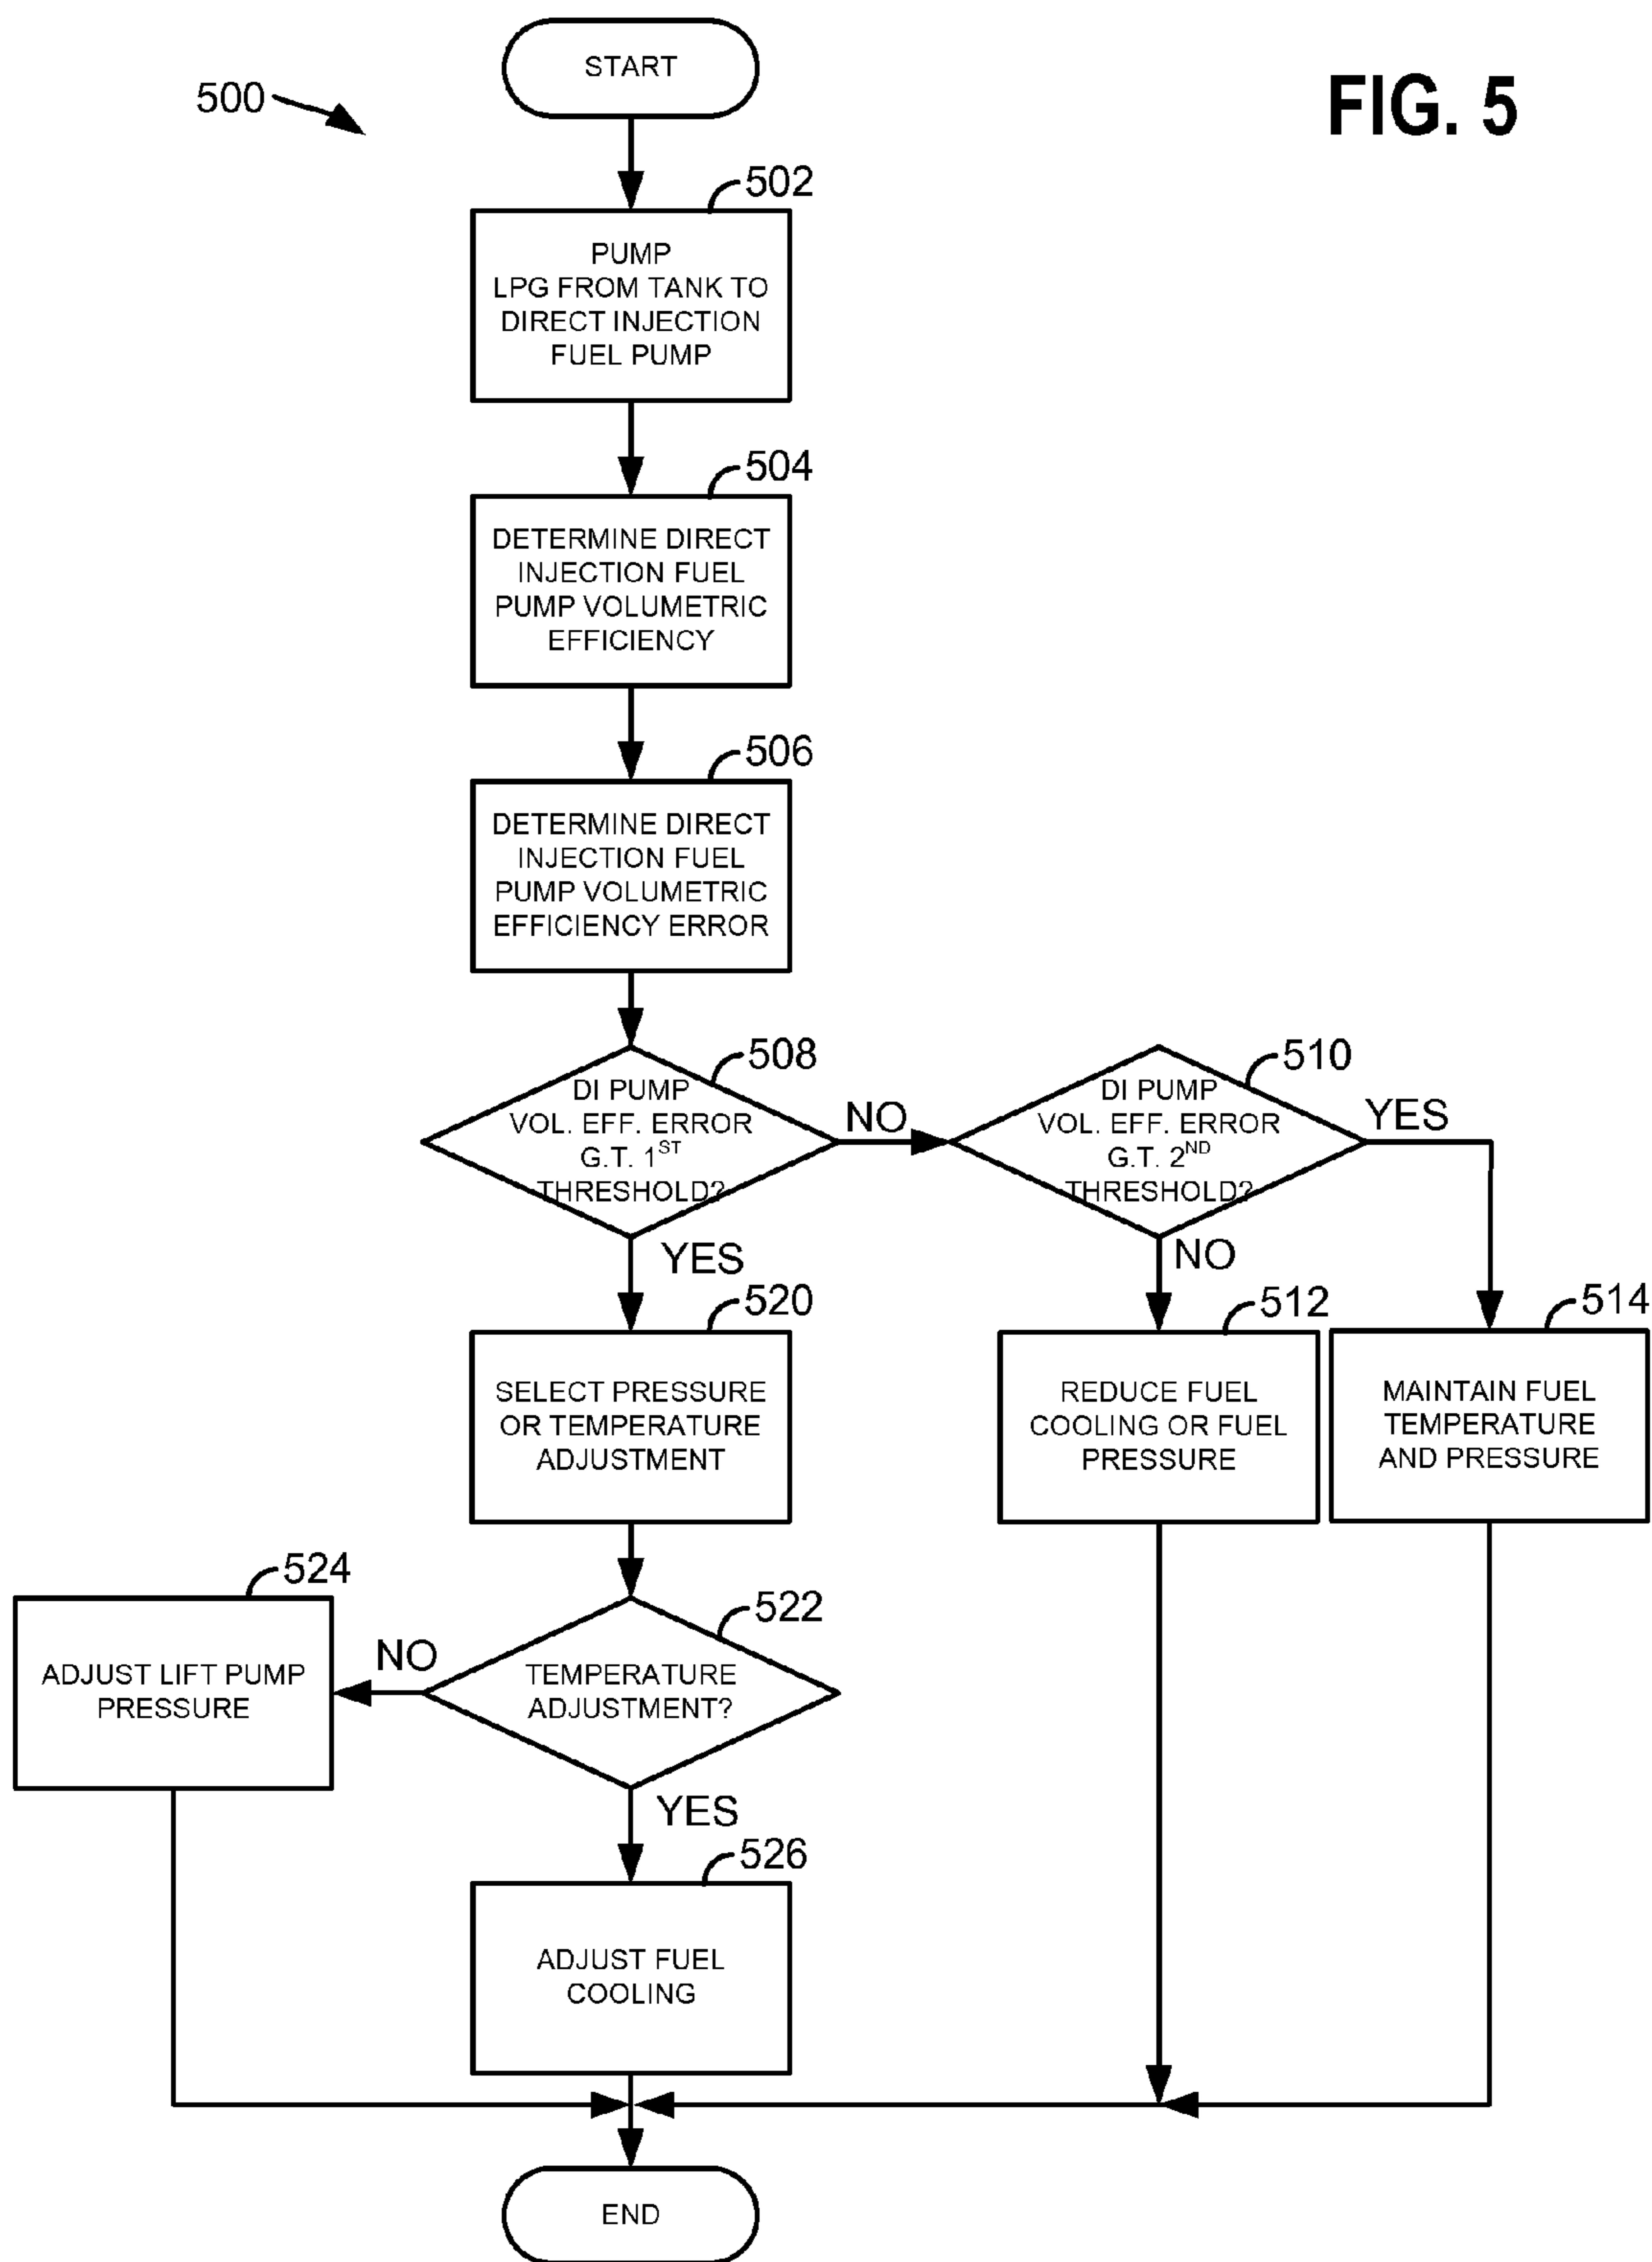 START
500
FIG. 5
502
PUMP
LPG FROM TANK TO
DIRECT INJECTION
FUEL PUMP
504
DETERMINE DIRECT
INJECTION FUEL
PUMP VOLUMETRIC
EFFICIENCY
506
DETERMINE DIRECT
INJECTION FUEL
PUMP VOLUMETRIC
EFFICIENCY ERROR
508
DI PUMP
VOL. EFF. ERROR
G.T. 1ST
THRESHOLD?
NO
YES
510
DI PUMP
VOL. EFF. ERROR
G.T. 2ND
THRESHOLD?
YES
NO
520
SELECT PRESSURE
OR TEMPERATURE
ADJUSTMENT
512
REDUCE FUEL
COOLING OR FUEL
PRESSURE
514
MAINTAIN FUEL
TEMPERATURE
AND PRESSURE
524
ADJUST LIFT PUMP
PRESSURE
NO
522
TEMPERATURE
ADJUSTMENT?
YES
526
ADJUST FUEL
COOLING
END